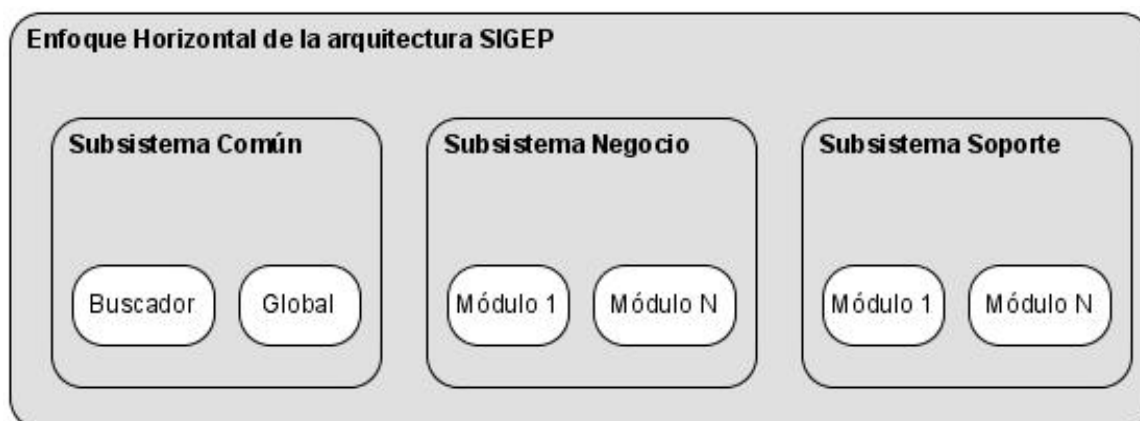 Enfoque Horizontal de la arquitectura SIGEP
Subsistema Común
Subsistema Negocio
Subsistema Soporte
Buscador
Global
Módulo 1
Módulo N
Módulo 1
Módulo N